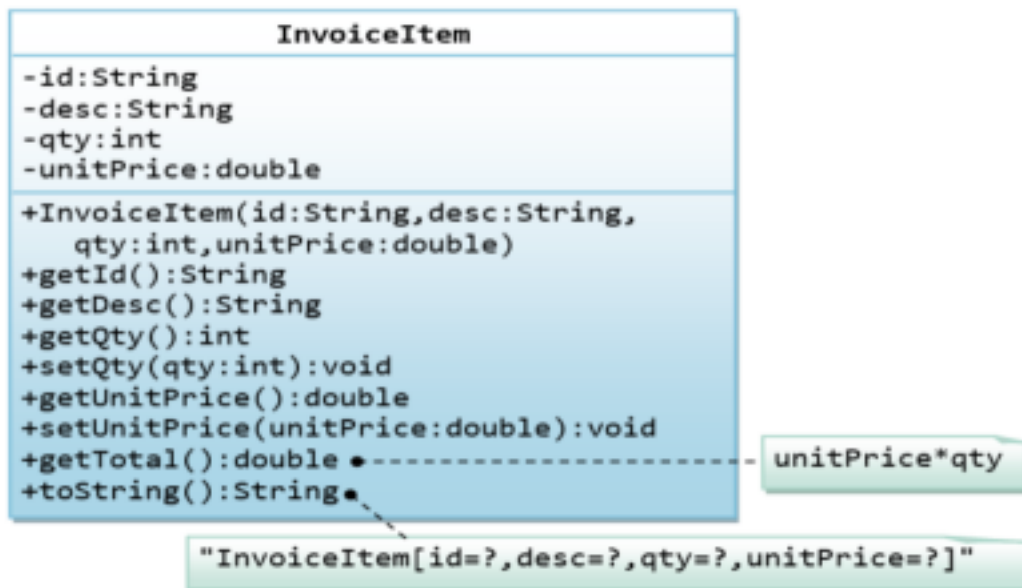 InvoiceItem
-id:String
-desc:String
-qty:int
-unitPrice:double
+InvoiceItem(id:String,desc:String,
qty:int,unitPrice:double)
+getId():String
+getDesc():String
+getQty():int
+setQty(qty:int):void
+getUnitPrice():double
+setUnitPrice(unitPrice:double):void
+getTotal():double
unitPrice*qty
+toString():String
"InvoiceItem[id=?,desc=?,qty=?,unitPrice=?]"